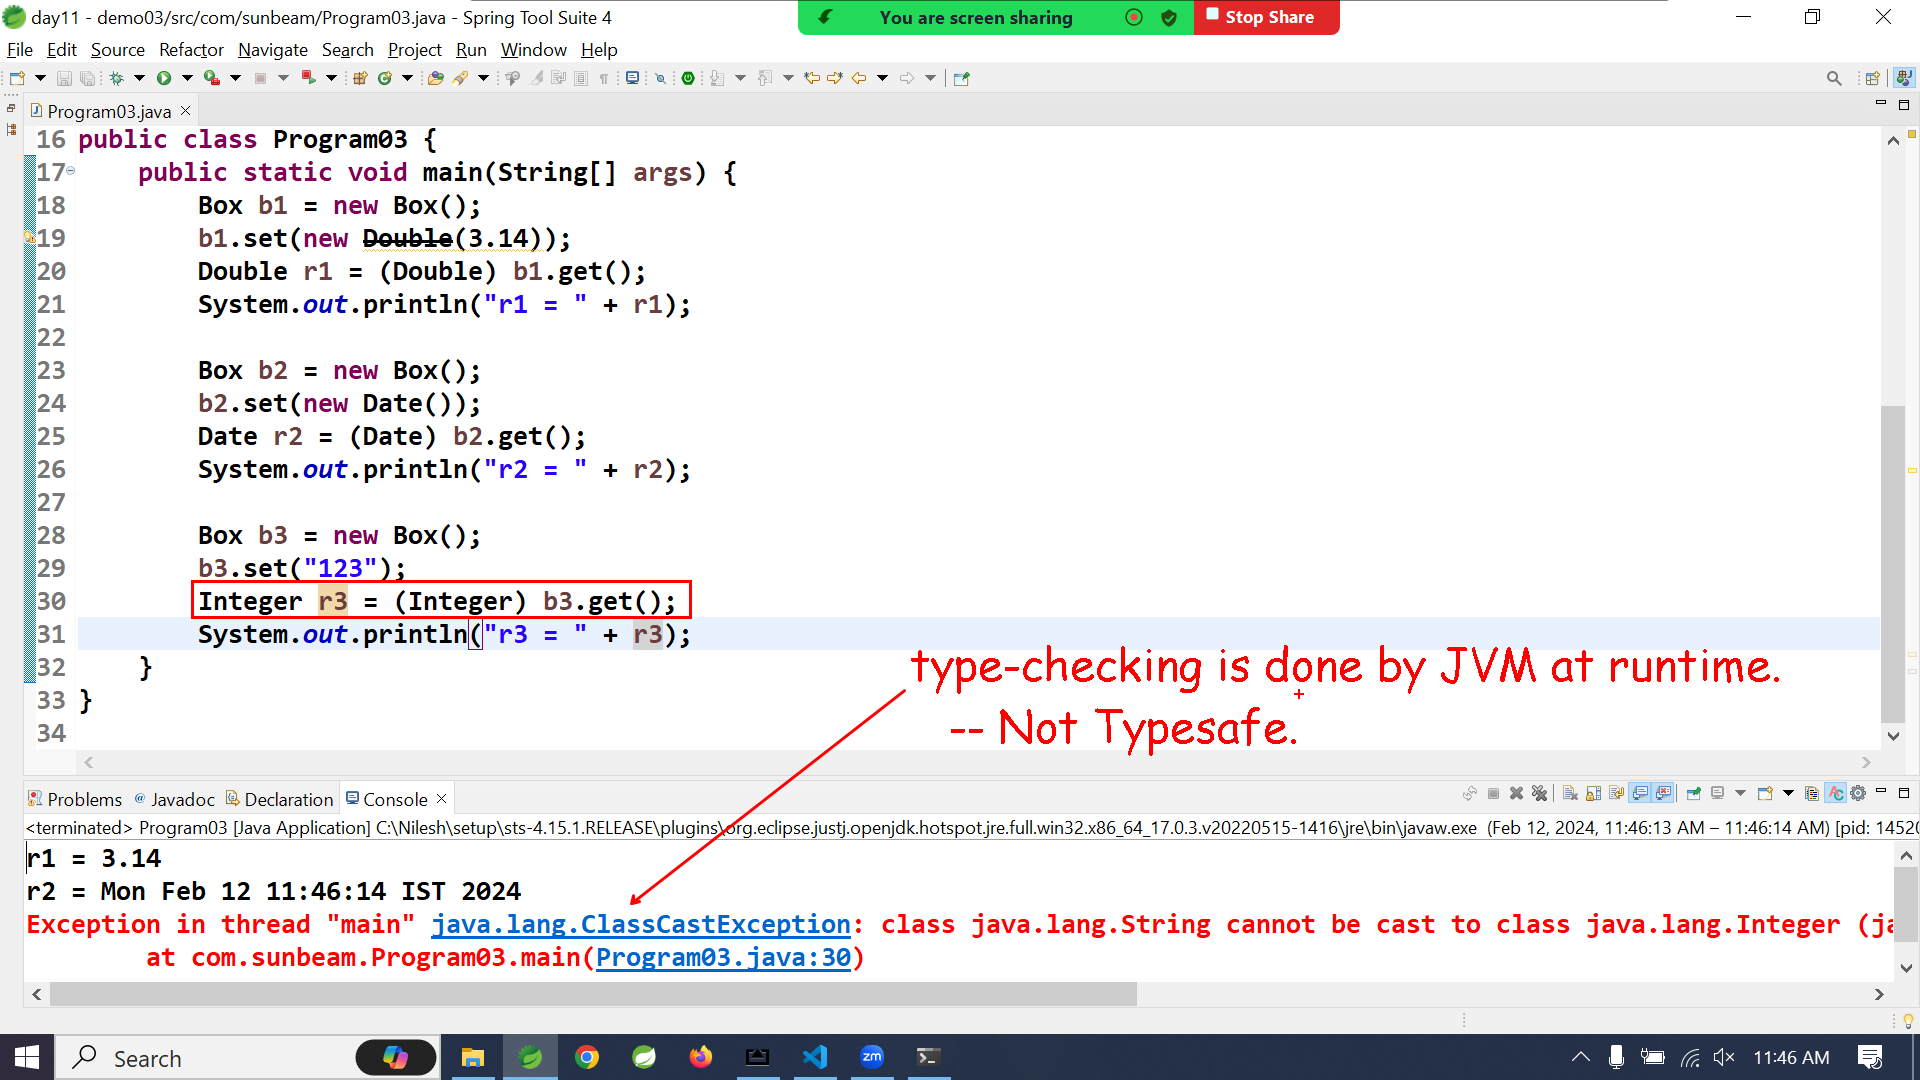 day11 - demo03/src/com/sunbeam/Program03.java - Spring Tool Suite 4
You are screen sharing
Stop Share
File Edit Source Refactor Navigate Search Project Run Window Help
Program03.java
16 public class Program03 {
17 public static void main(String[] args) {
18 Box b1 = new Box();
19 b1.set(new Double(3.14));
20 Double r1 = (Double) b1.get();
21 System.out.println("r1 = " + r1);
22
23 Box b2 = new Box();
24 b2.set(new Date());
25 Date r2 = (Date) b2.get();
26 System.out.println("r2 = " + r2);
27
28 Box b3 = new Box();
29 b3.set("123");
30 Integer r3 = (Integer) b3.get();
31 System.out.println("r3 = " + r3);
32 }
33 }
34
type-checking is done by JVM at runtime.
-- Not Typesafe.
Problems @ Javadoc Declaration Console
<terminated> Program03 [Java Application] C:\Nilesh\setup\sts-4.15.1.RELEASE\plugins\org.eclipse.justj.openjdk.hotspot.jre.full.win32.x86_64_17.0.3.v20220515-1416\jre\bin\javaw.exe (Feb 12, 2024, 11:46:13 AM – 11:46:14 AM) [pid: 14520
r1 = 3.14
r2 = Mon Feb 12 11:46:14 IST 2024
Exception in thread "main" java.lang.ClassCastException: class java.lang.String cannot be cast to class java.lang.Integer (ja
at com.sunbeam.Program03.main(Program03.java:30)
Search
zm
11:46 AM